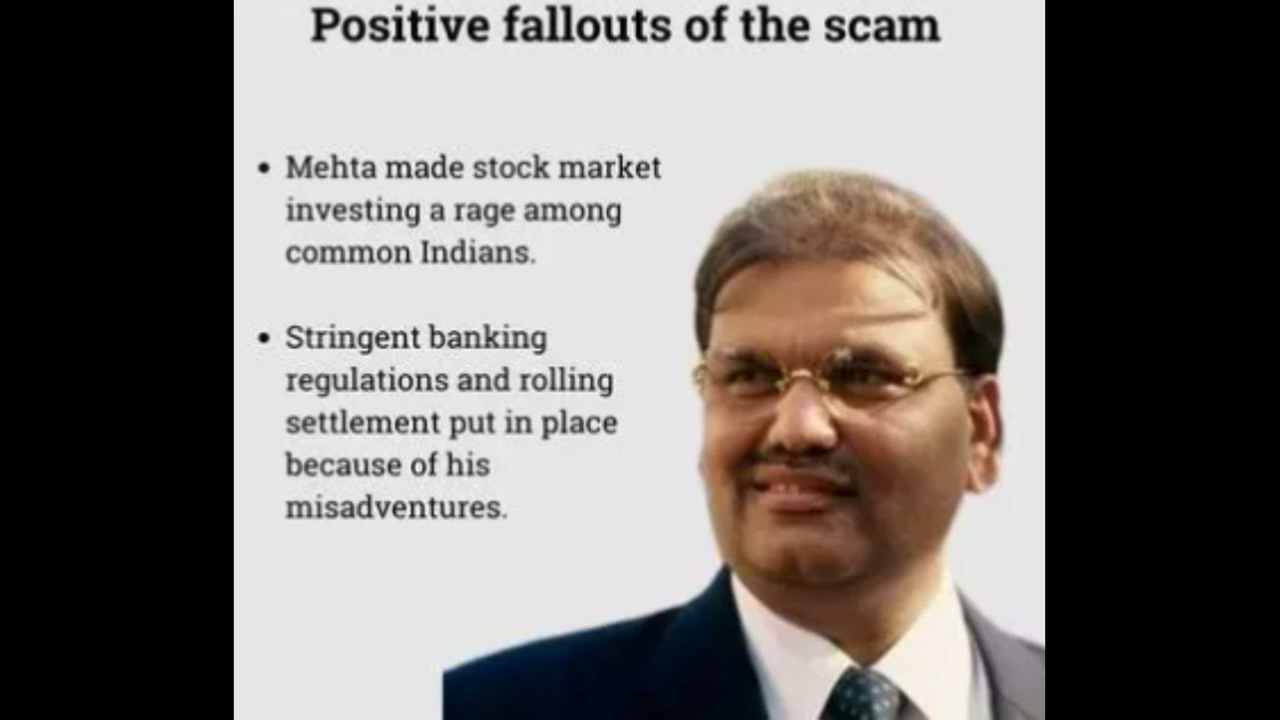 Positive fallouts of the scam
• Mehta made stock market
investing a rage among
common Indians.
• Stringent banking
regulations and rolling
settlement put in place
because of his
misadventures.